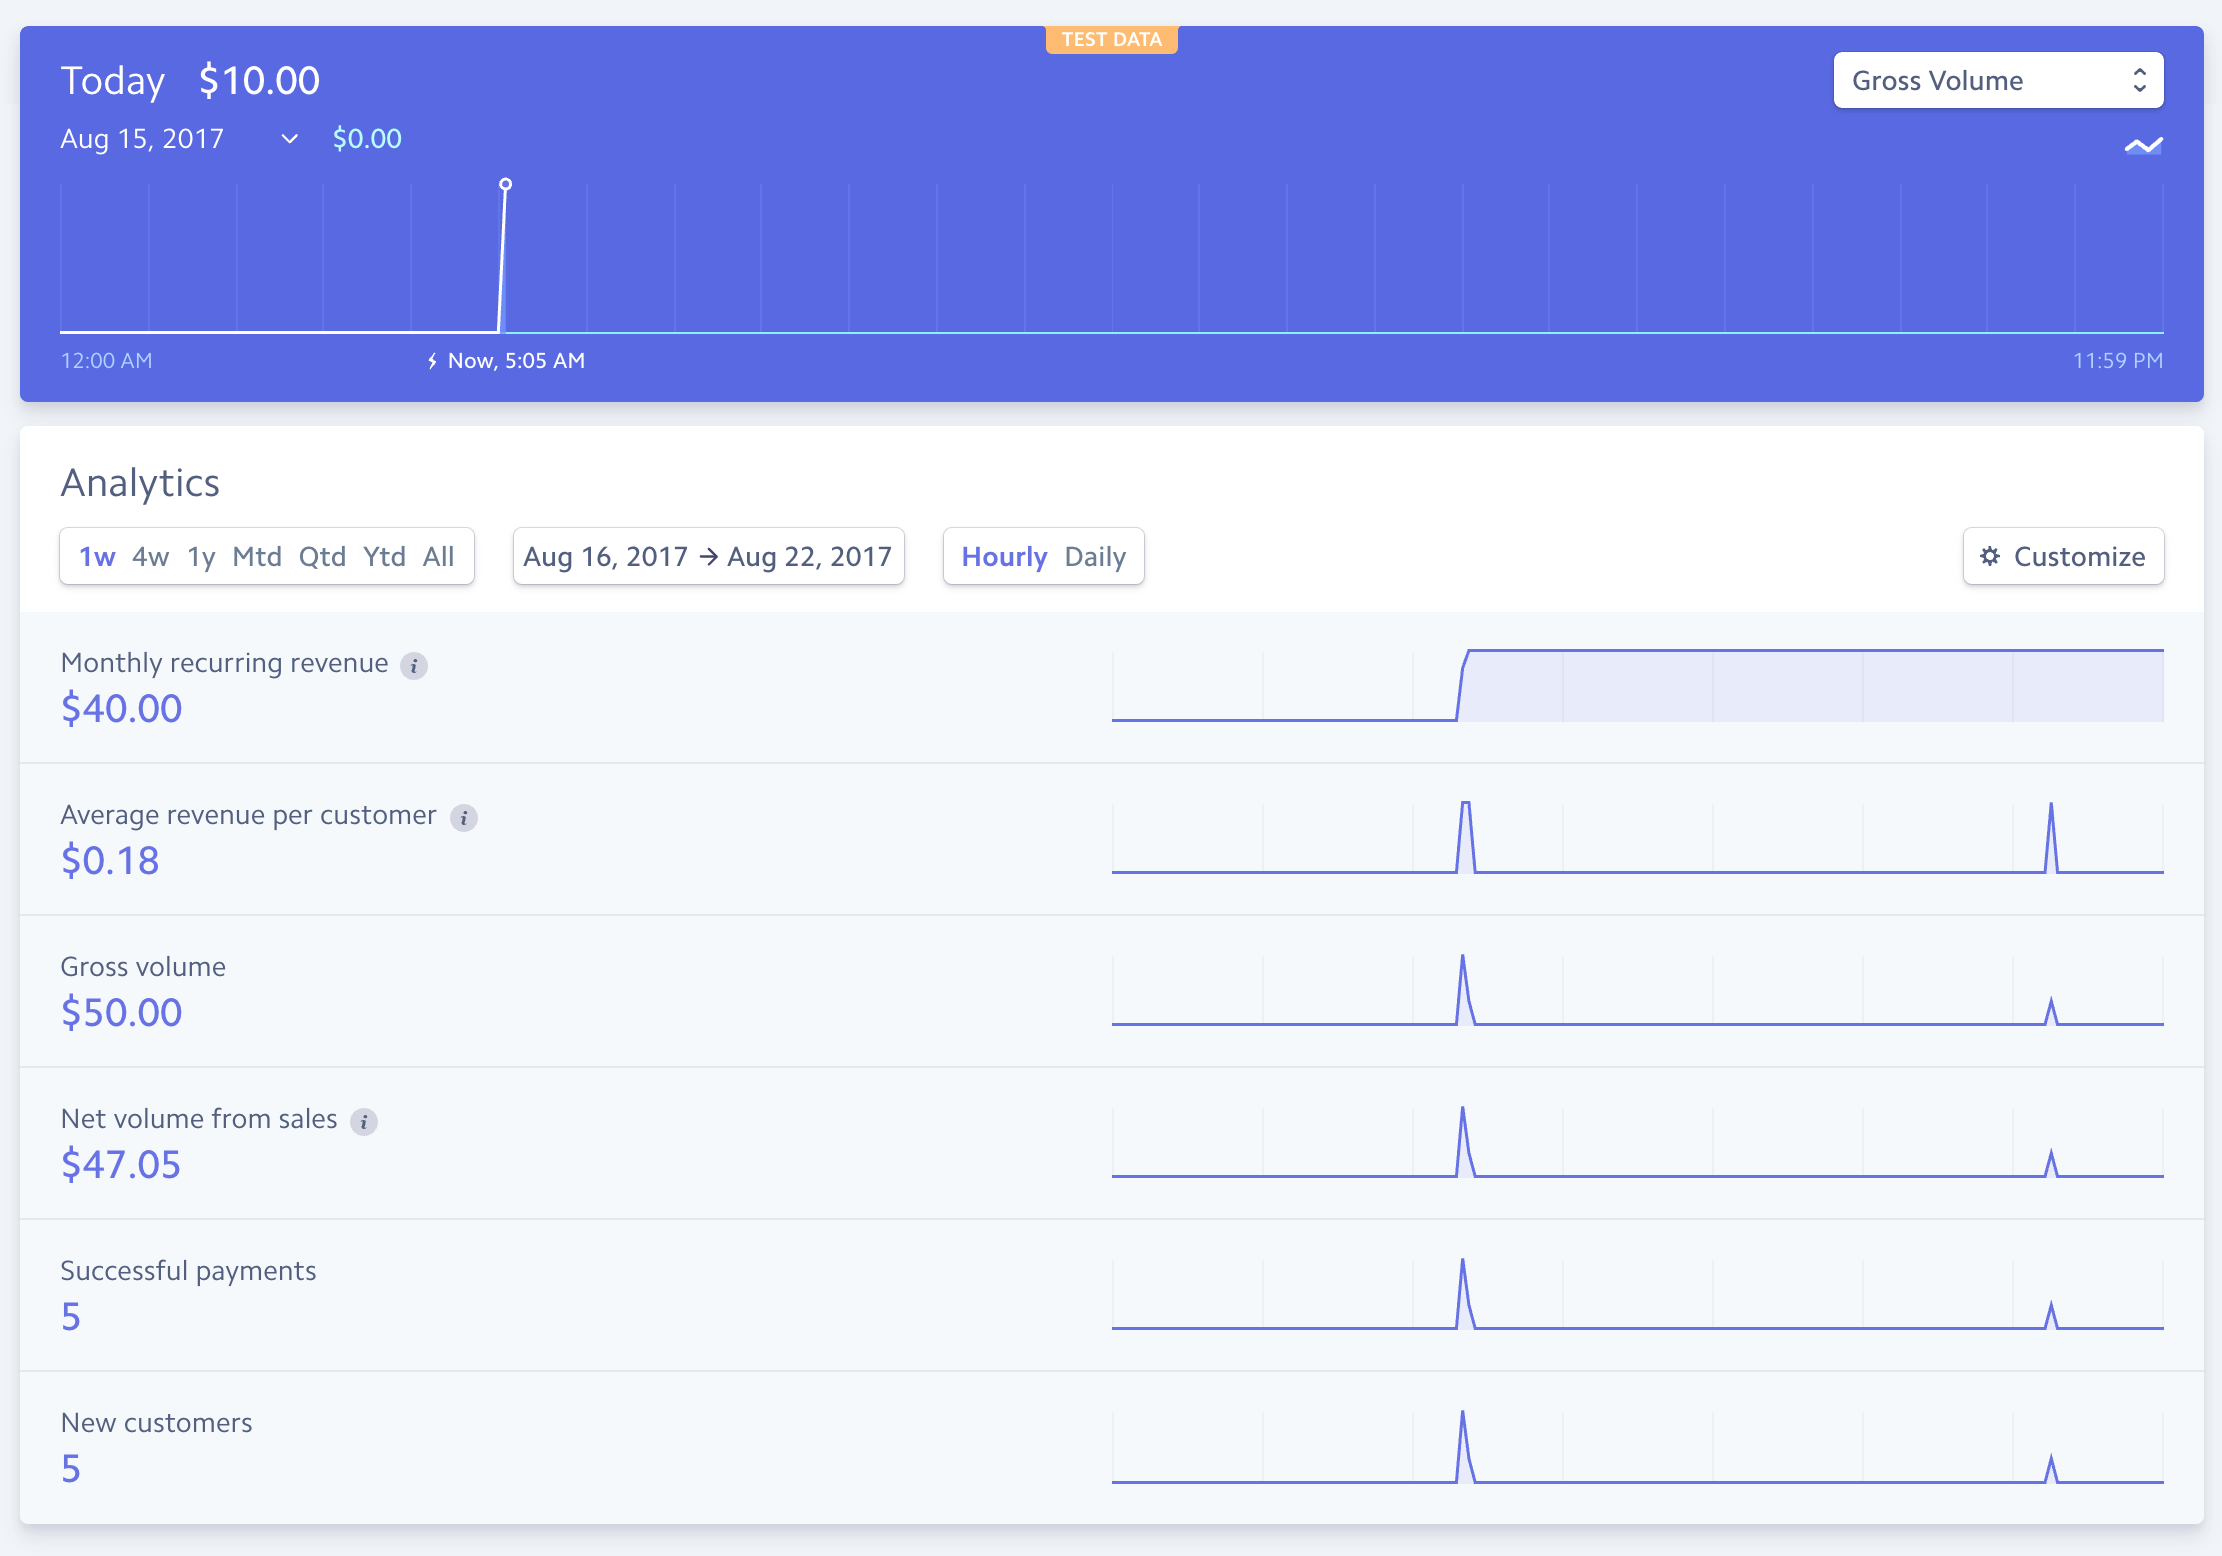 TEST DATA
Today $10.00
Gross Volume
Aug 15, 2017 $0.00
12:00 AM Now, 5:05 AM 11:59 PM
Analytics
1w 4w 1y Mtd Qtd Ytd All Aug 16, 2017 → Aug 22, 2017 Hourly Daily Customize
Monthly recurring revenue i
$40.00
Average revenue per customer i
$0.18
Gross volume
$50.00
Net volume from sales i
$47.05
Successful payments
5
New customers
5